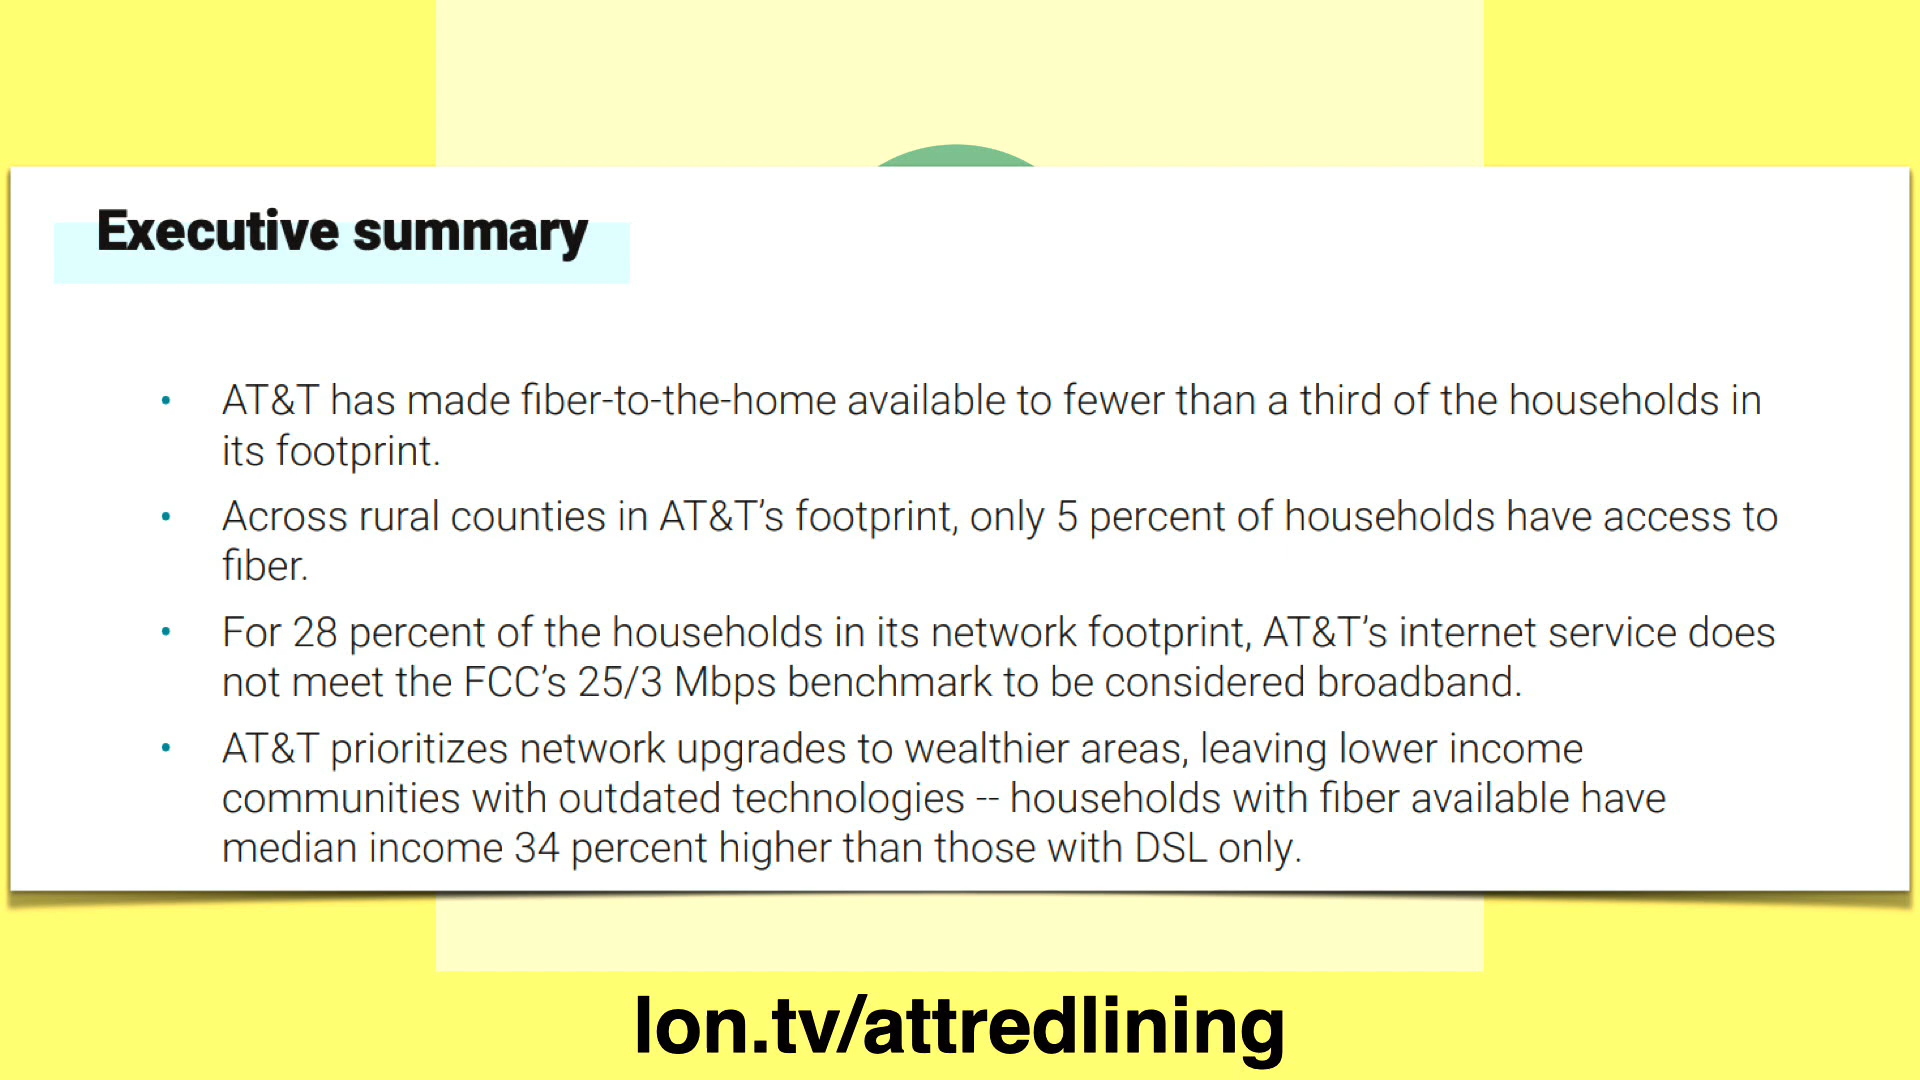 Executive summary
• AT&T has made fiber-to-the-home available to fewer than a third of the households in
its footprint.
• Across rural counties in AT&T’s footprint, only 5 percent of households have access to
fiber.
• For 28 percent of the households in its network footprint, AT&T’s internet service does
not meet the FCC’s 25/3 Mbps benchmark to be considered broadband.
• AT&T prioritizes network upgrades to wealthier areas, leaving lower income
communities with outdated technologies -- households with fiber available have
median income 34 percent higher than those with DSL only.
lon.tv/attredlining